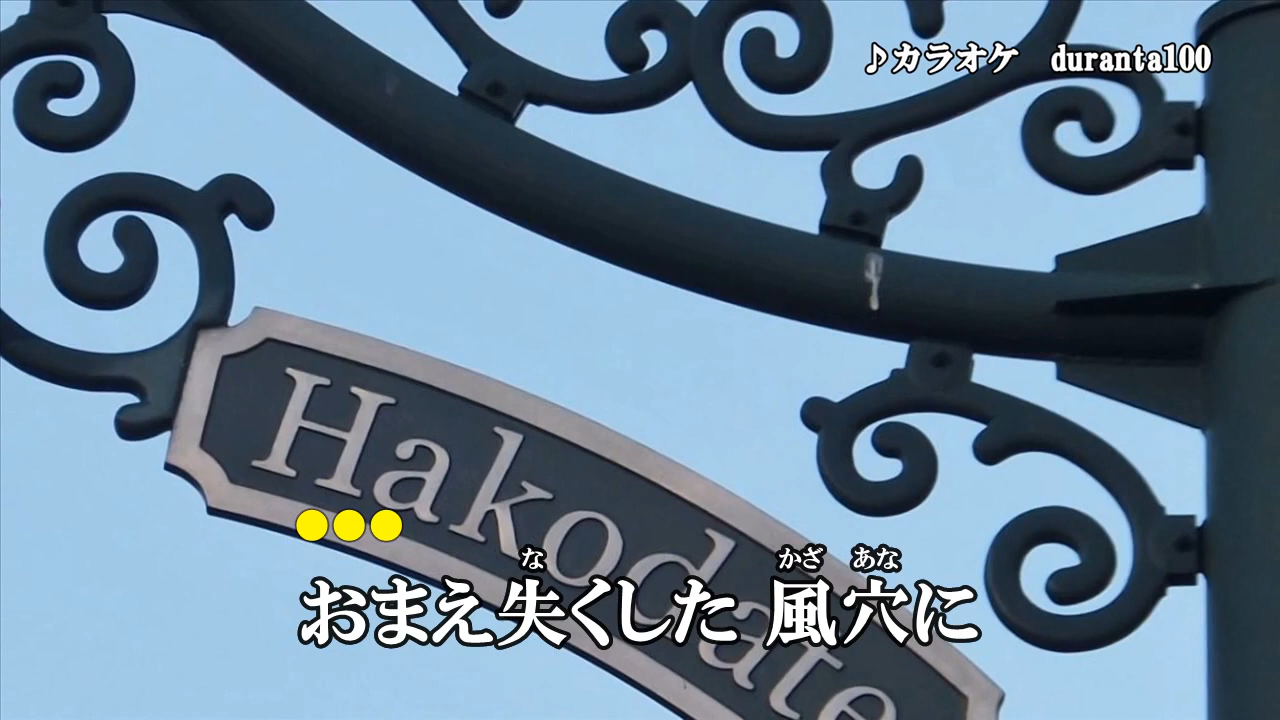 ♪カラオケ　duranta100
Hakodate
な かざ あな
おまえ失くした 風穴に